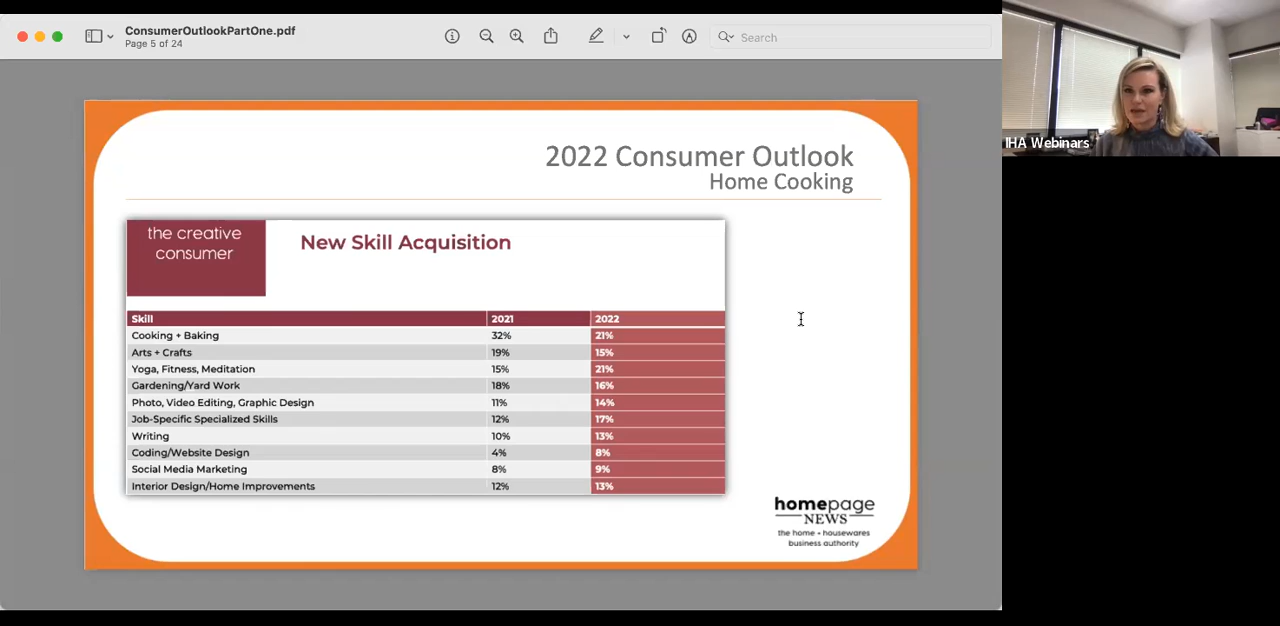 ConsumerOutlookPartOne.pdf
Page 5 of 24
Search
IHA Webinars
2022 Consumer Outlook
Home Cooking
the creative
consumer
New Skill Acquisition
Skill 2021 2022
Cooking + Baking 32% 21%
Arts + Crafts 19% 15%
Yoga, Fitness, Meditation 15% 21%
Gardening/Yard Work 18% 16%
Photo, Video Editing, Graphic Design 11% 14%
Job-Specific Specialized Skills 12% 17%
Writing 10% 13%
Coding/Website Design 4% 8%
Social Media Marketing 8% 9%
Interior Design/Home Improvements 12% 13%
homepage
NEWS
the home + housewares
business authority